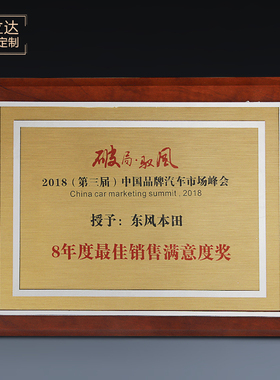 立达
定制
破局·驭风
2018（第三届）中国品牌汽车市场峰会
China car marketing summit . 2018
授予：东风本田
8年度最佳销售满意度奖